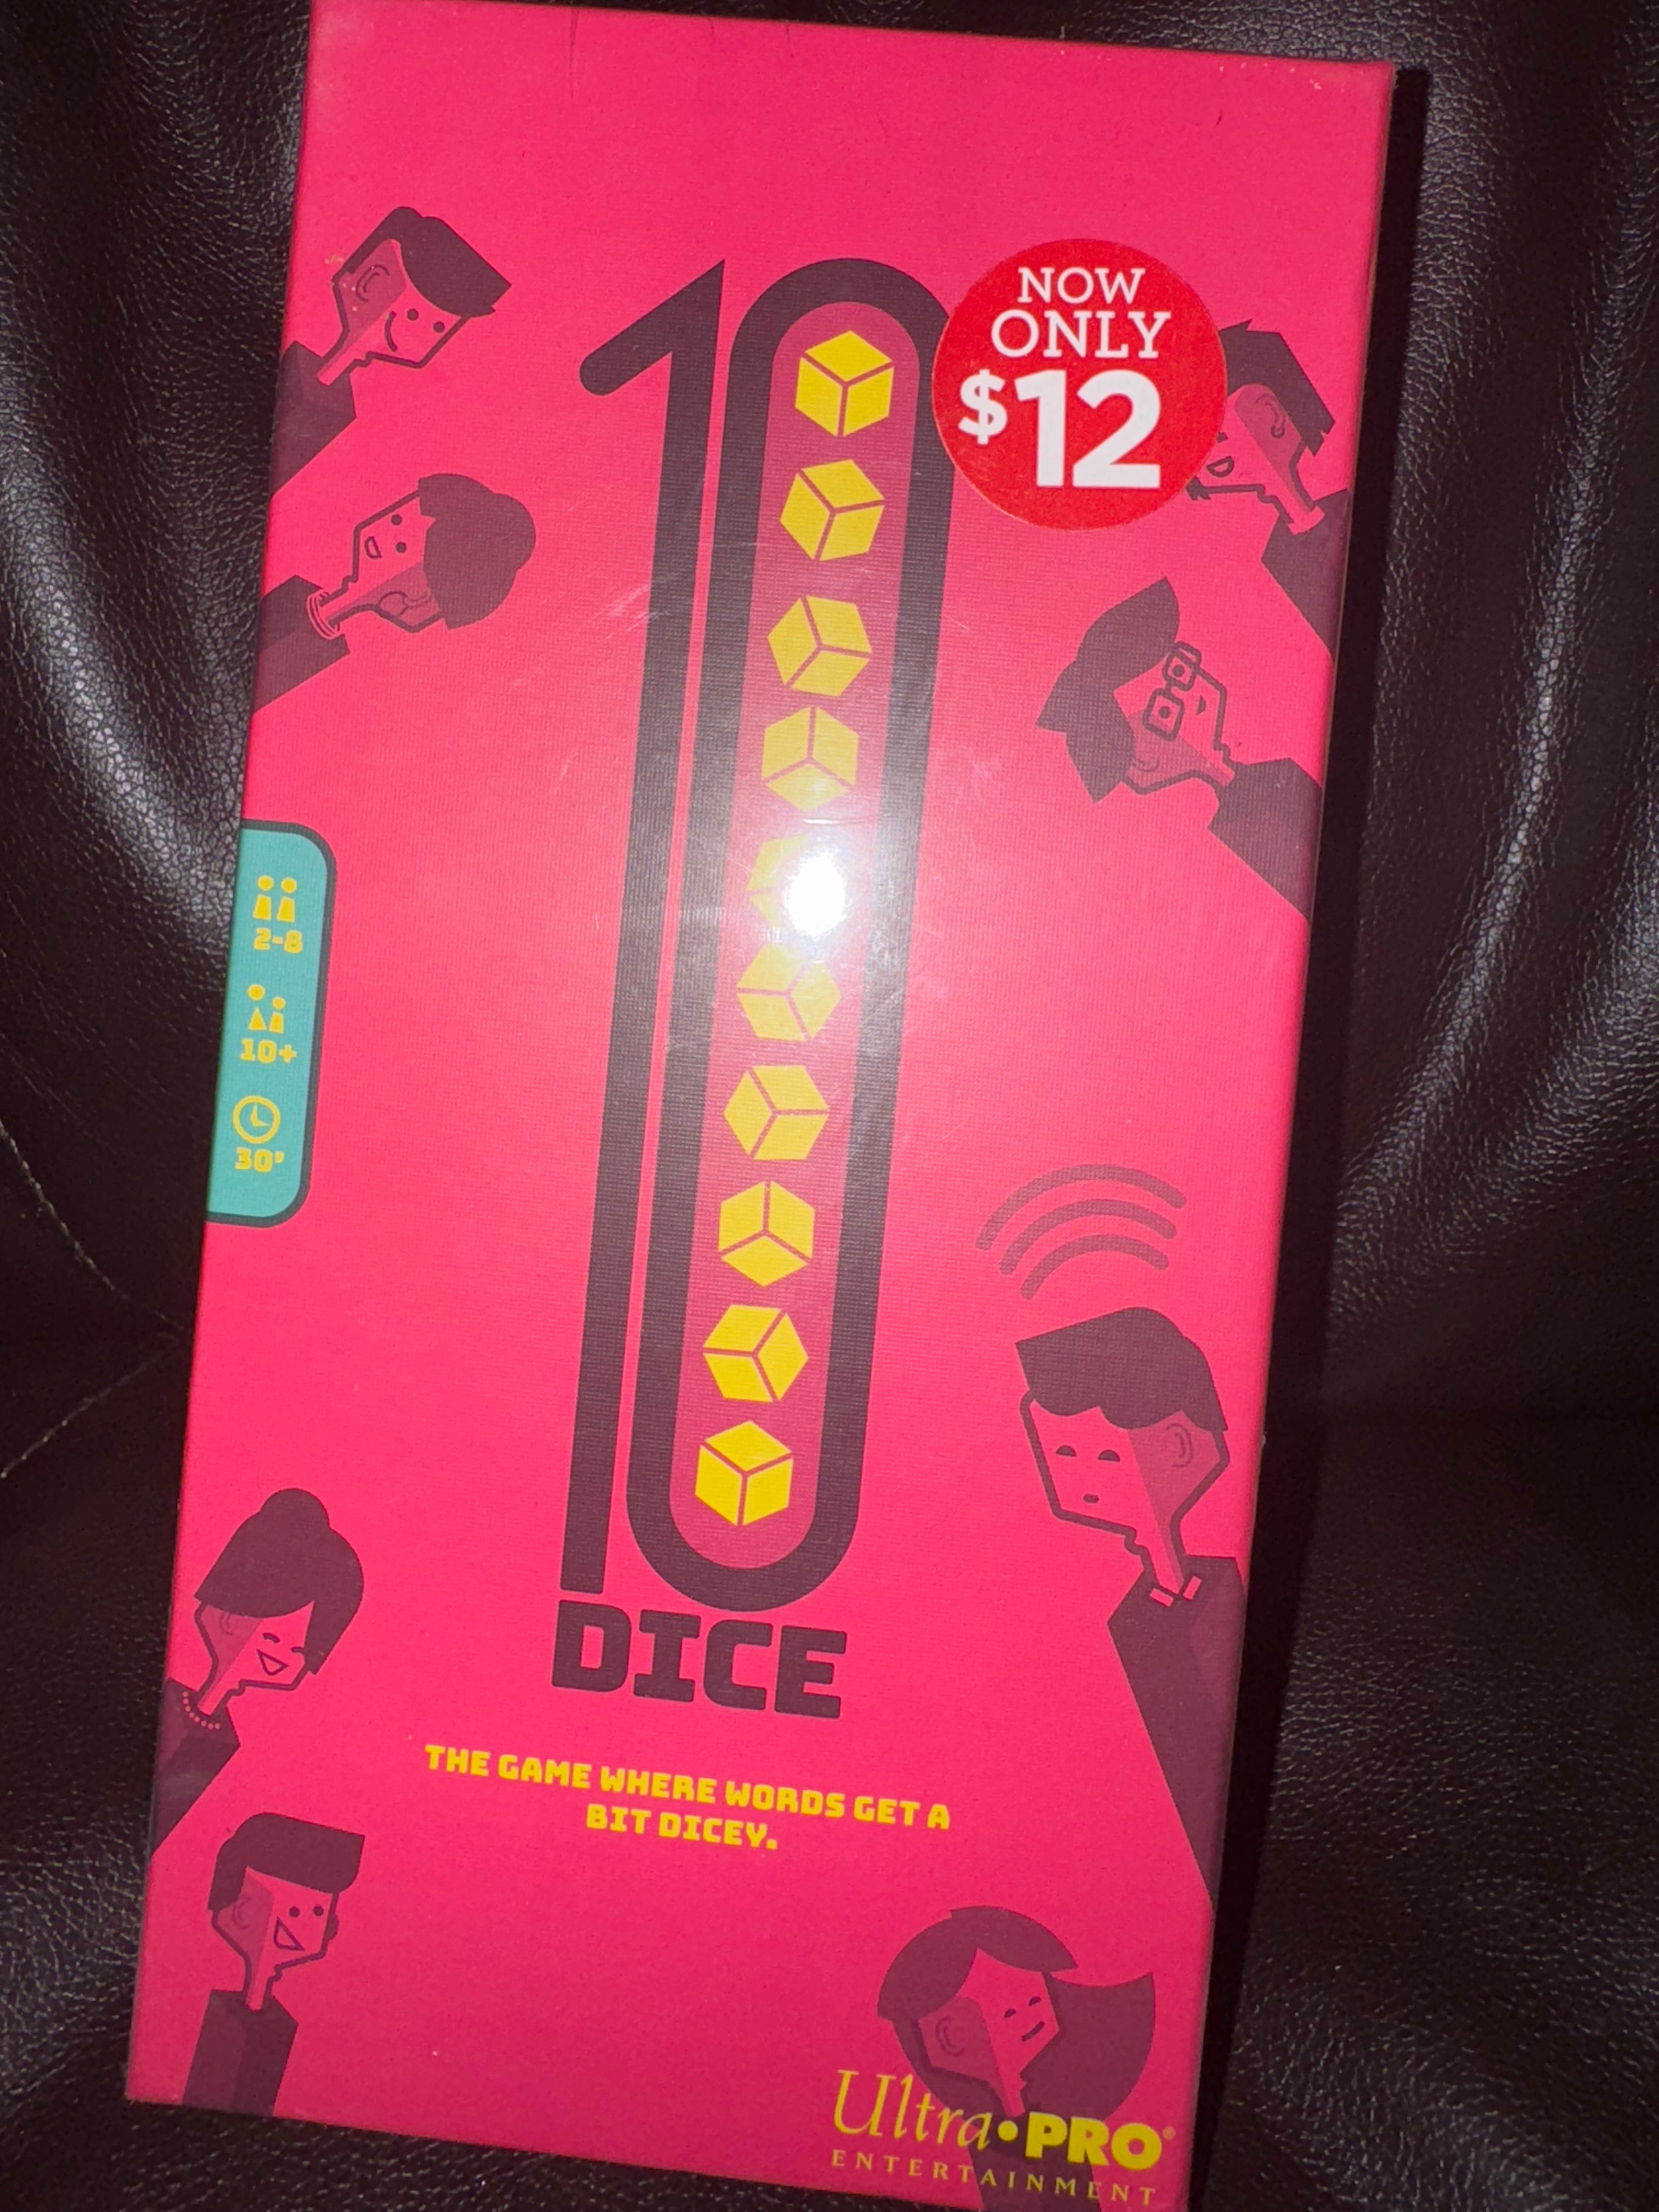 NOW
ONLY
$12
2-8
10+
30'
10
DICE
THE GAME WHERE WORDS GET A
BIT DICEY.
Ultra•PRO®
ENTERTAINMENT